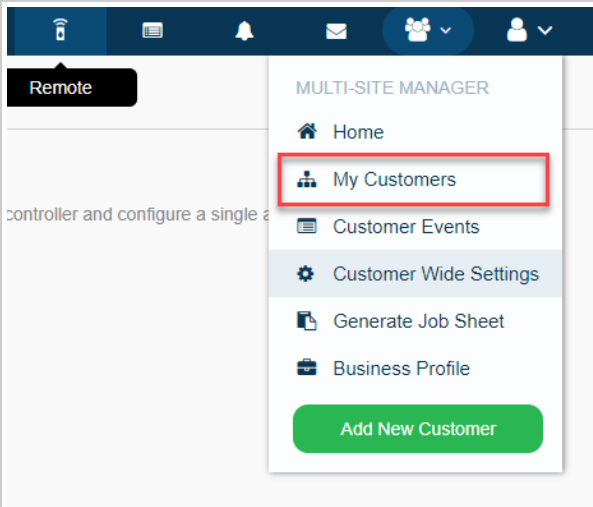 Remote
MULTI-SITE MANAGER
Home
My Customers
controller and configure a single a
Customer Events
Customer Wide Settings
Generate Job Sheet
Business Profile
Add New Customer